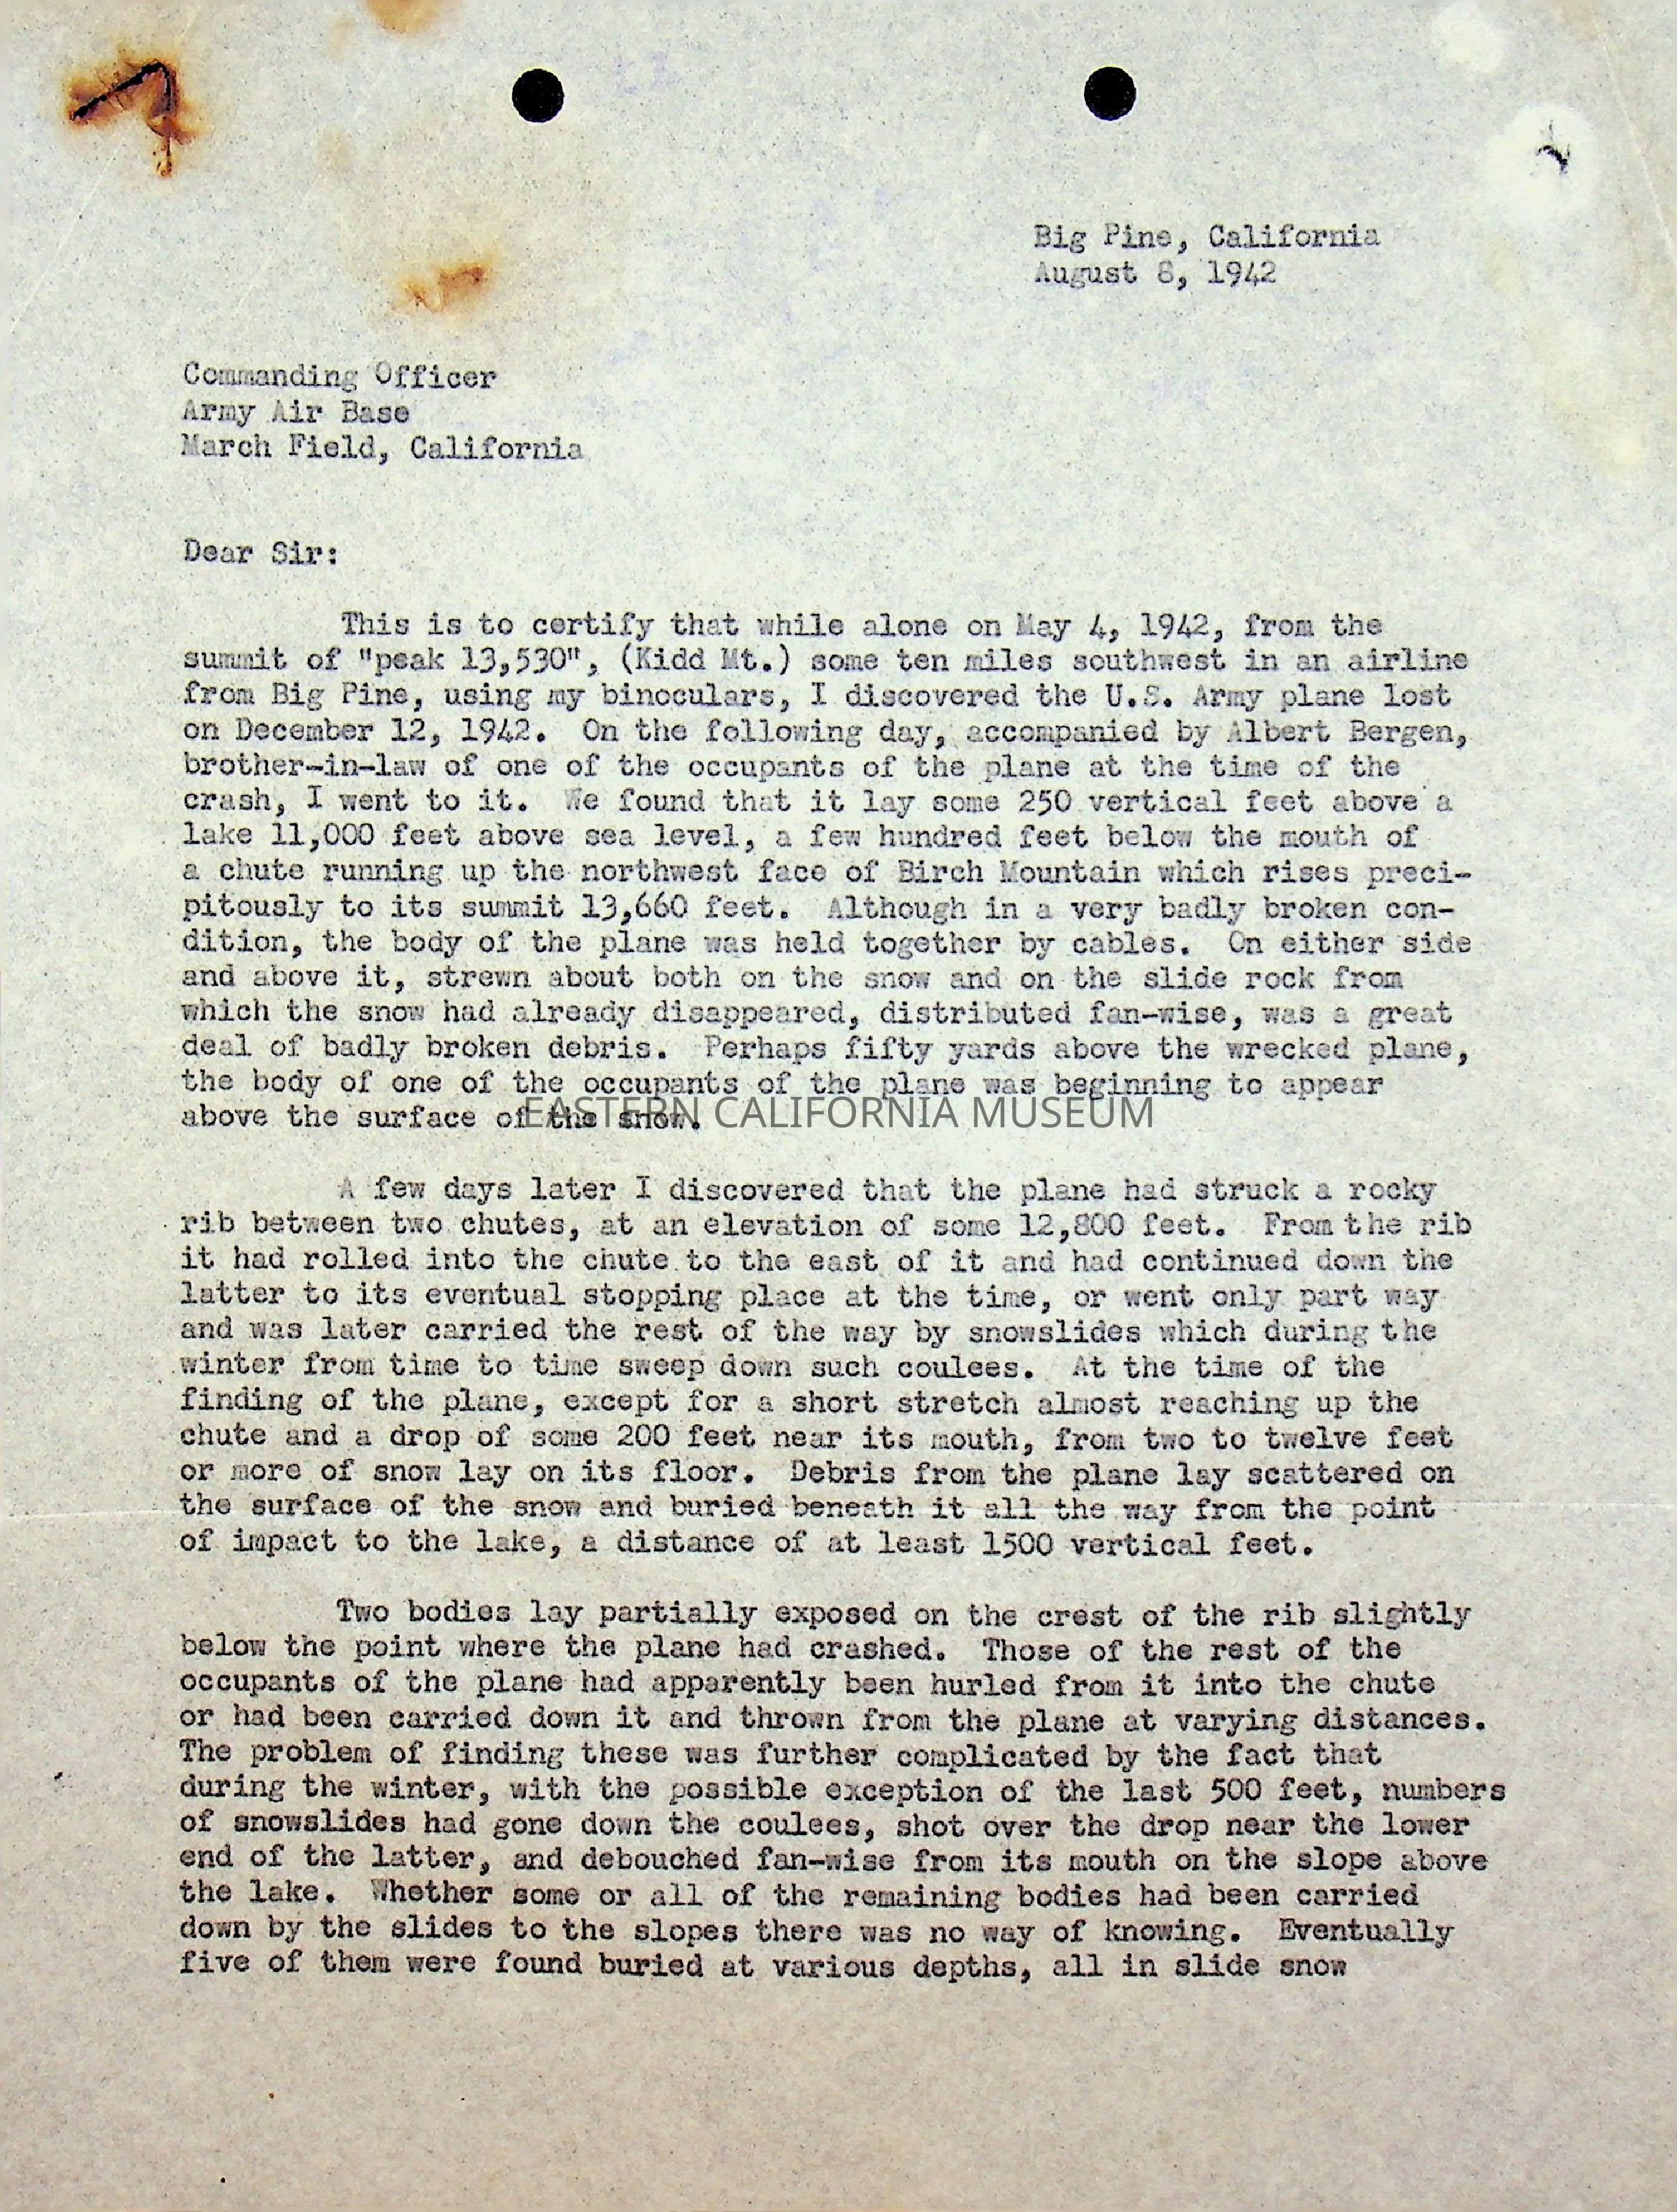 Big Pine, California
August 8, 1942
Commanding Officer
Army Air Base
March Field, California
Dear Sir:
This is to certify that while alone on May 4, 1942, from the
summit of "peak 13,530", (Kidd Mt.) some ten miles southwest in an airline
from Big Pine, using my binoculars, I discovered the U.S. Army plane lost
on December 12, 1942. On the following day, accompanied by Albert Bergen,
brother-in-law of one of the occupants of the plane at the time of the
crash, I went to it. We found that it lay some 250 vertical feet above a
lake 11,000 feet above sea level, a few hundred feet below the mouth of
a chute running up the northwest face of Birch Mountain which rises preci-
pitously to its summit 13,660 feet. Although in a very badly broken con-
dition, the body of the plane was held together by cables. On either side
and above it, strewn about both on the snow and on the slide rock from
which the snow had already disappeared, distributed fan-wise, was a great
deal of badly broken debris. Perhaps fifty yards above the wrecked plane,
the body of one of the occupants of the plane was beginning to appear
above the surface of the snow.
EASTERN CALIFORNIA MUSEUM
A few days later I discovered that the plane had struck a rocky
rib between two chutes, at an elevation of some 12,800 feet. From the rib
it had rolled into the chute to the east of it and had continued down the
latter to its eventual stopping place at the time, or went only part way
and was later carried the rest of the way by snowslides which during the
winter from time to time sweep down such coulees. At the time of the
finding of the plane, except for a short stretch almost reaching up the
chute and a drop of some 200 feet near its mouth, from two to twelve feet
or more of snow lay on its floor. Debris from the plane lay scattered on
the surface of the snow and buried beneath it all the way from the point
of impact to the lake, a distance of at least 1500 vertical feet.
Two bodies lay partially exposed on the crest of the rib slightly
below the point where the plane had crashed. Those of the rest of the
occupants of the plane had apparently been hurled from it into the chute
or had been carried down it and thrown from the plane at varying distances.
The problem of finding these was further complicated by the fact that
during the winter, with the possible exception of the last 500 feet, numbers
of snowslides had gone down the coulees, shot over the drop near the lower
end of the latter, and debouched fan-wise from its mouth on the slope above
the lake. Whether some or all of the remaining bodies had been carried
down by the slides to the slopes there was no way of knowing. Eventually
five of them were found buried at various depths, all in slide snow